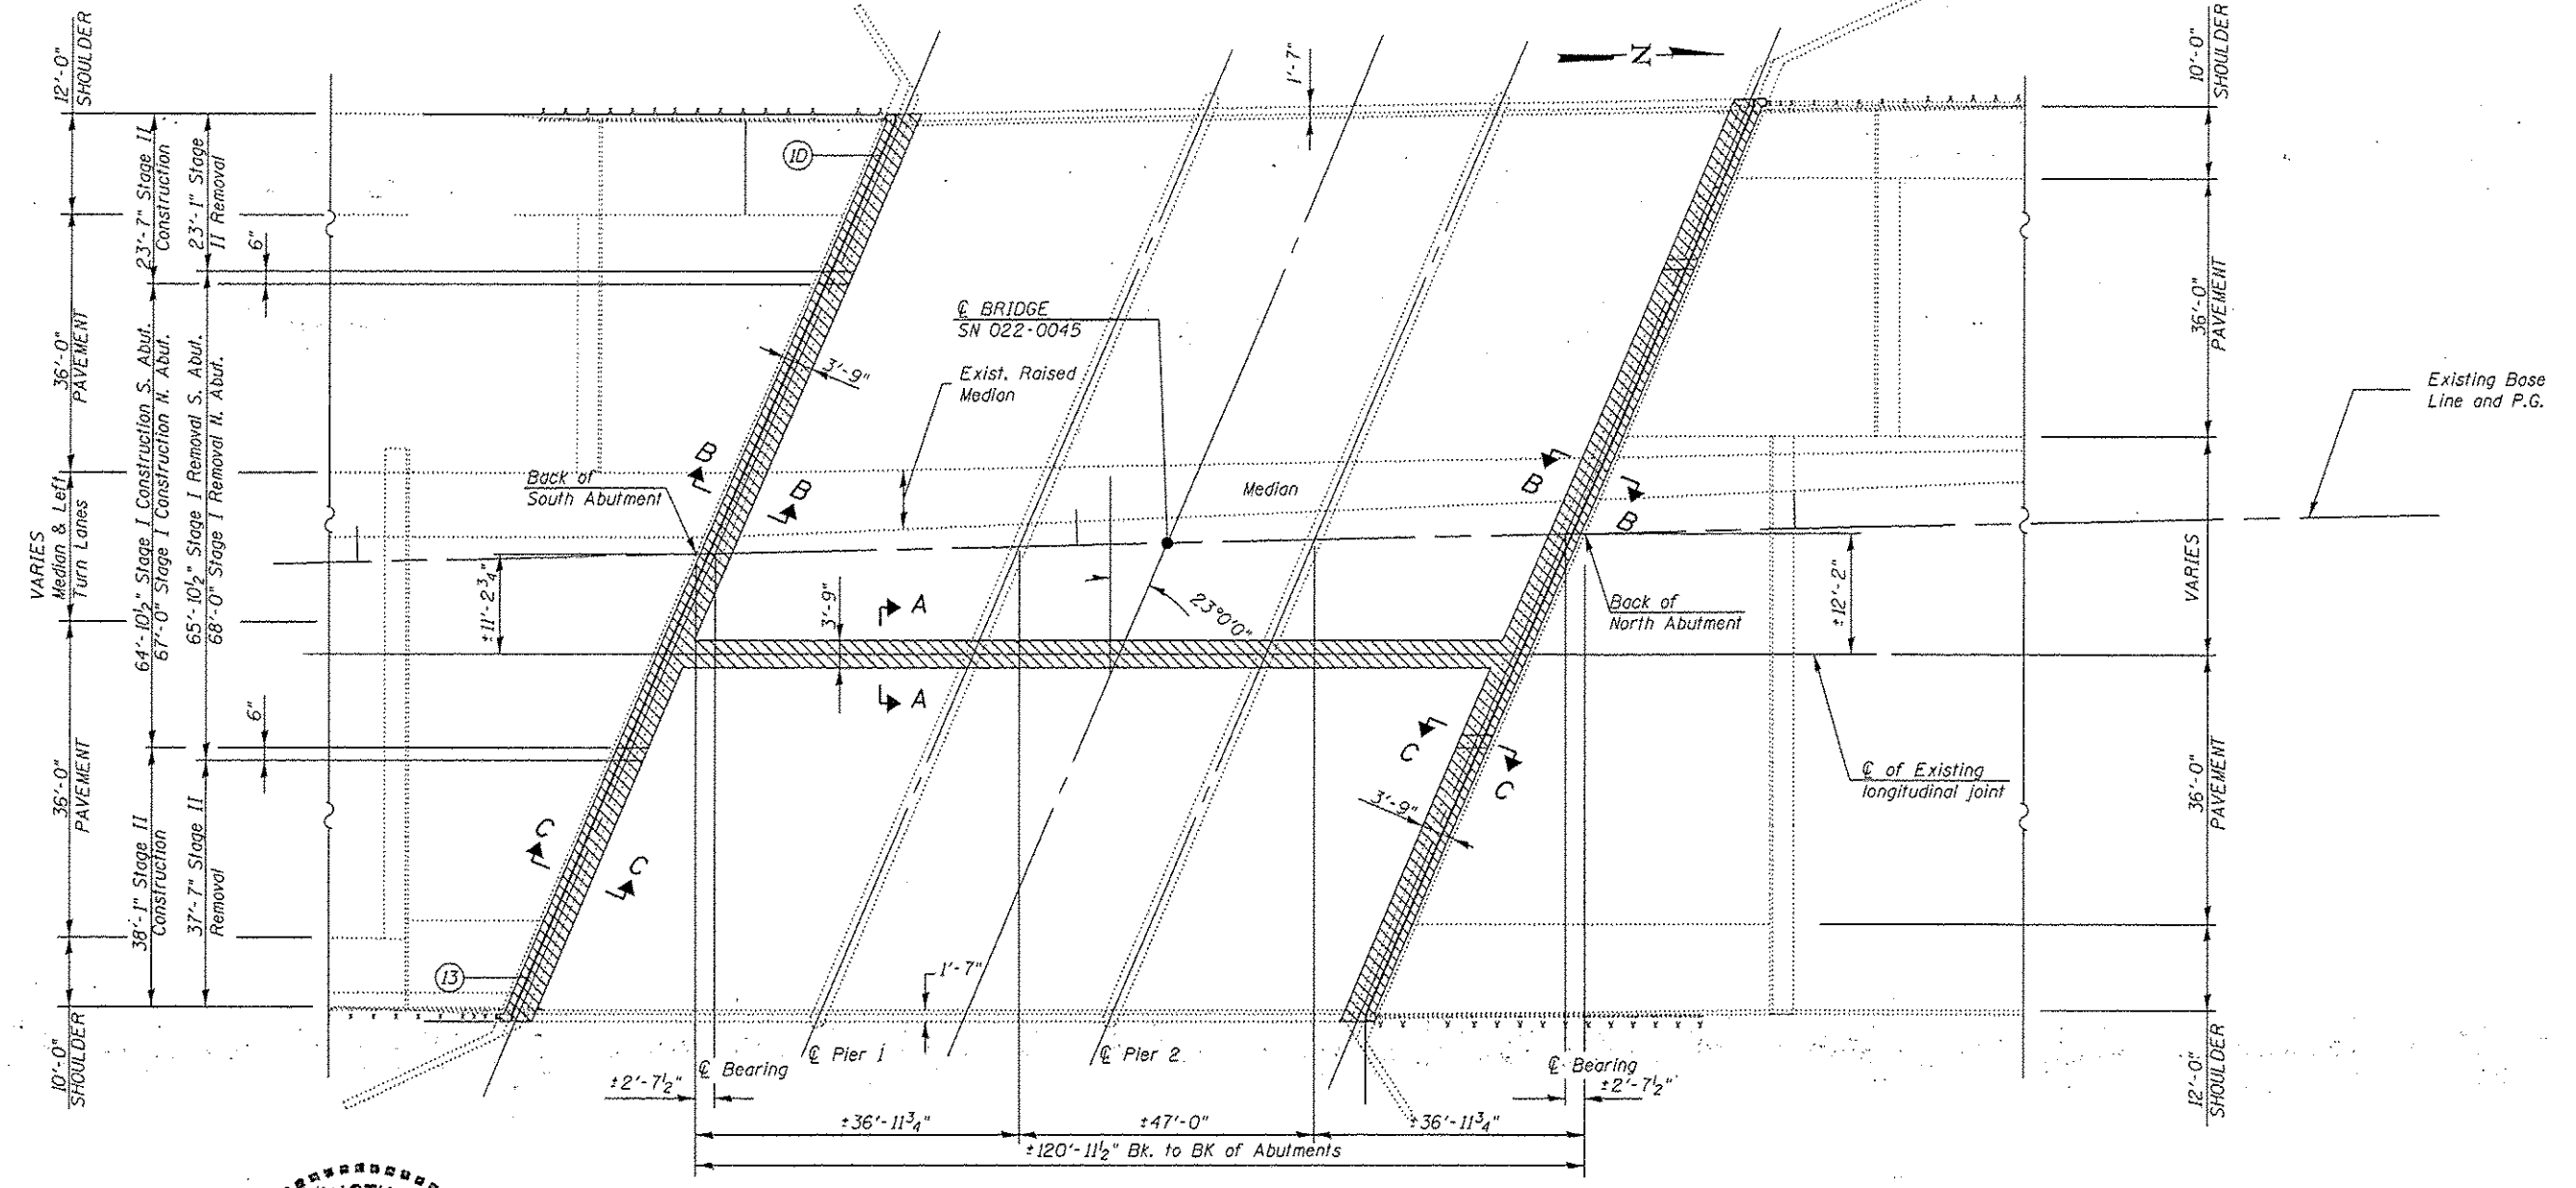 12'-0"
SHOULDER
36'-0"
PAVEMENT
VARIES
Median & Left
Turn Lanes
36'-0"
PAVEMENT
10'-0"
SHOULDER
23'-7" Stage II
Construction
23'-1" Stage
II Removal
6"
64'-10½" Stage I Construction S. Abut.
67'-0" Stage I Construction N. Abut.
65'-10½" Stage I Removal S. Abut.
68'-0" Stage I Removal N. Abut.
6"
38'-1" Stage II
Construction
37'-7" Stage II
Removal
1D
13
1'-7"
N
3'-9"
₵ BRIDGE
SN 022-0045
Exist. Raised
Median
B
B
Back of
South Abutment
Median
B
B
±11'-2¾"
3'-9"
A
A
23°0'0"
Back of
North Abutment
±12'-2"
C
C
C
C
3'-9"
₵ of Existing
longitudinal joint
1'-7"
₵ Bearing
±2'-7½"
₵ Pier 1
₵ Pier 2
₵ Bearing
±2'-7½"
±36'-11¾"
±47'-0"
±36'-11¾"
±120'-11½" Bk. to BK of Abutments
10'-0"
SHOULDER
36'-0"
PAVEMENT
Existing Base
Line and P.G.
VARIES
36'-0"
PAVEMENT
12'-0"
SHOULDER